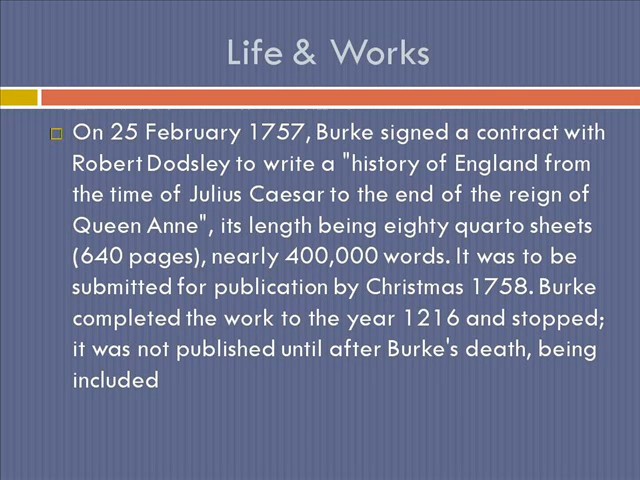 Life & Works
On 25 February 1757, Burke signed a contract with
Robert Dodsley to write a "history of England from
the time of Julius Caesar to the end of the reign of
Queen Anne", its length being eighty quarto sheets
(640 pages), nearly 400,000 words. It was to be
submitted for publication by Christmas 1758. Burke
completed the work to the year 1216 and stopped;
it was not published until after Burke's death, being
included